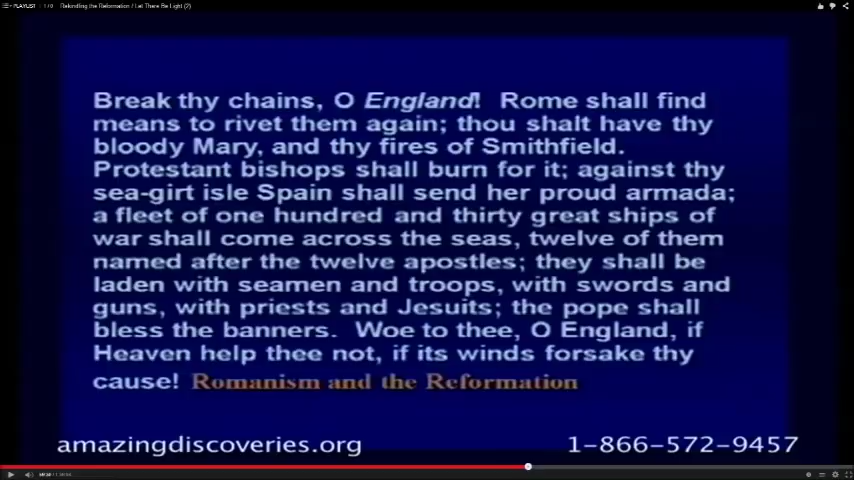 PLAYLIST
Rekindling the Reformation / Let There Be Light (2)
Break thy chains, O England! Rome shall find
means to rivet them again; thou shalt have thy
bloody Mary, and thy fires of Smithfield.
Protestant bishops shall burn for it; against thy
sea-girt isle Spain shall send her proud armada;
a fleet of one hundred and thirty great ships of
war shall come across the seas, twelve of them
named after the twelve apostles; they shall be
laden with seamen and troops, with swords and
guns, with priests and Jesuits; the pope shall
bless the banners. Woe to thee, O England, if
Heaven help thee not, if its winds forsake thy
cause! Romanism and the Reformation
amazingdiscoveries.org 1-866-572-9457